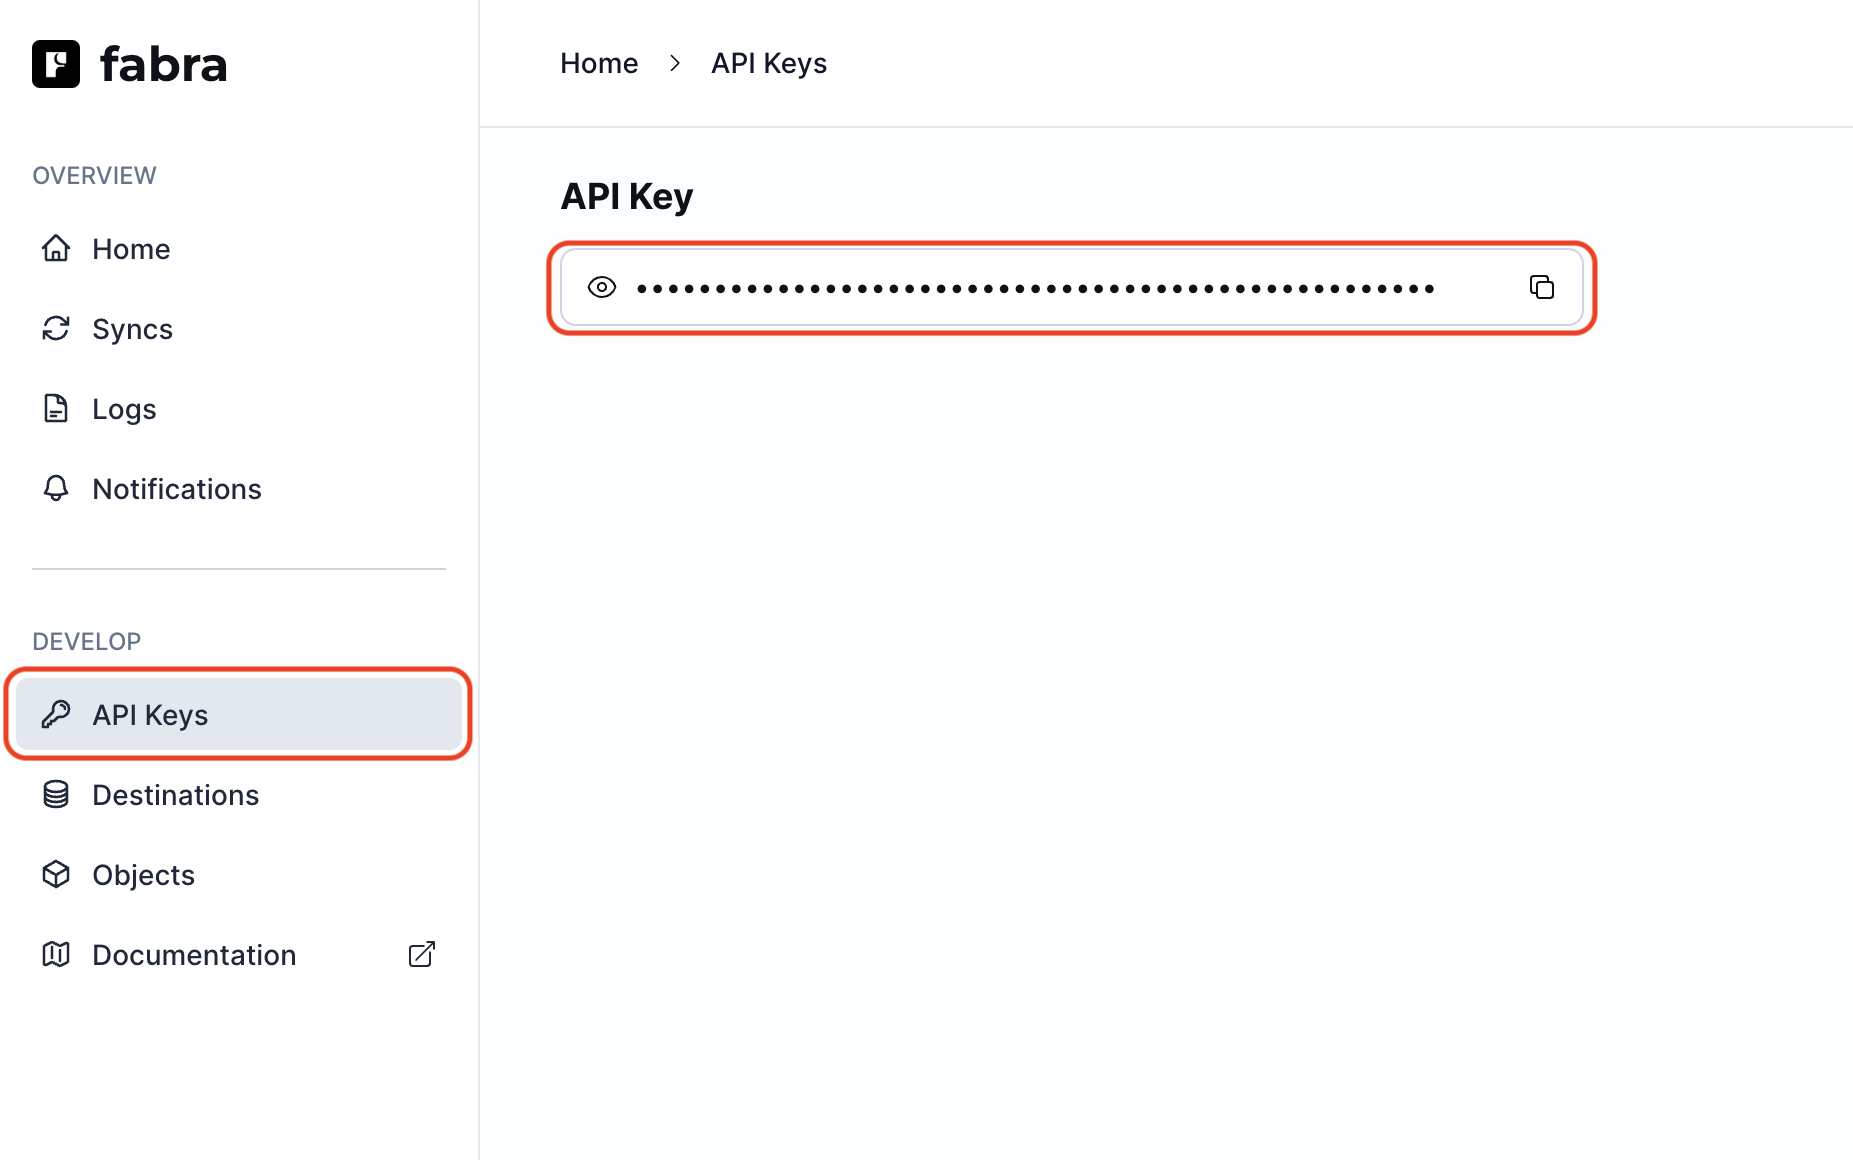 fabra
OVERVIEW
Home
Syncs
Logs
Notifications
DEVELOP
API Keys
Destinations
Objects
Documentation
Home > API Keys
API Key